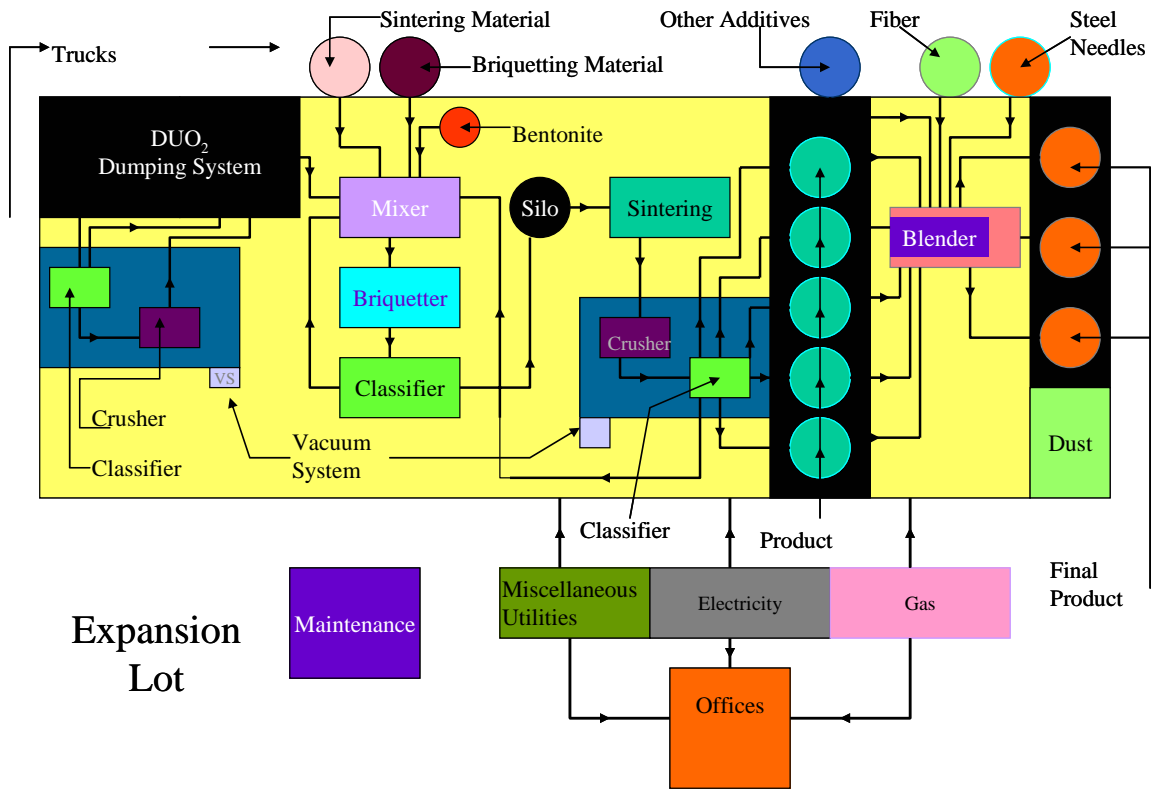 Sintering Material
Other Additives
Fiber
Steel
Needles
Trucks
Briquetting Material
DUO₂
Dumping System
Bentonite
Mixer
Silo
Sintering
Blender
Briquetter
Crusher
Classifier
VS
Crusher
Classifier
Vacuum
System
Dust
Classifier
Product
Final
Product
Miscellaneous
Utilities
Electricity
Gas
Maintenance
Expansion
Lot
Offices